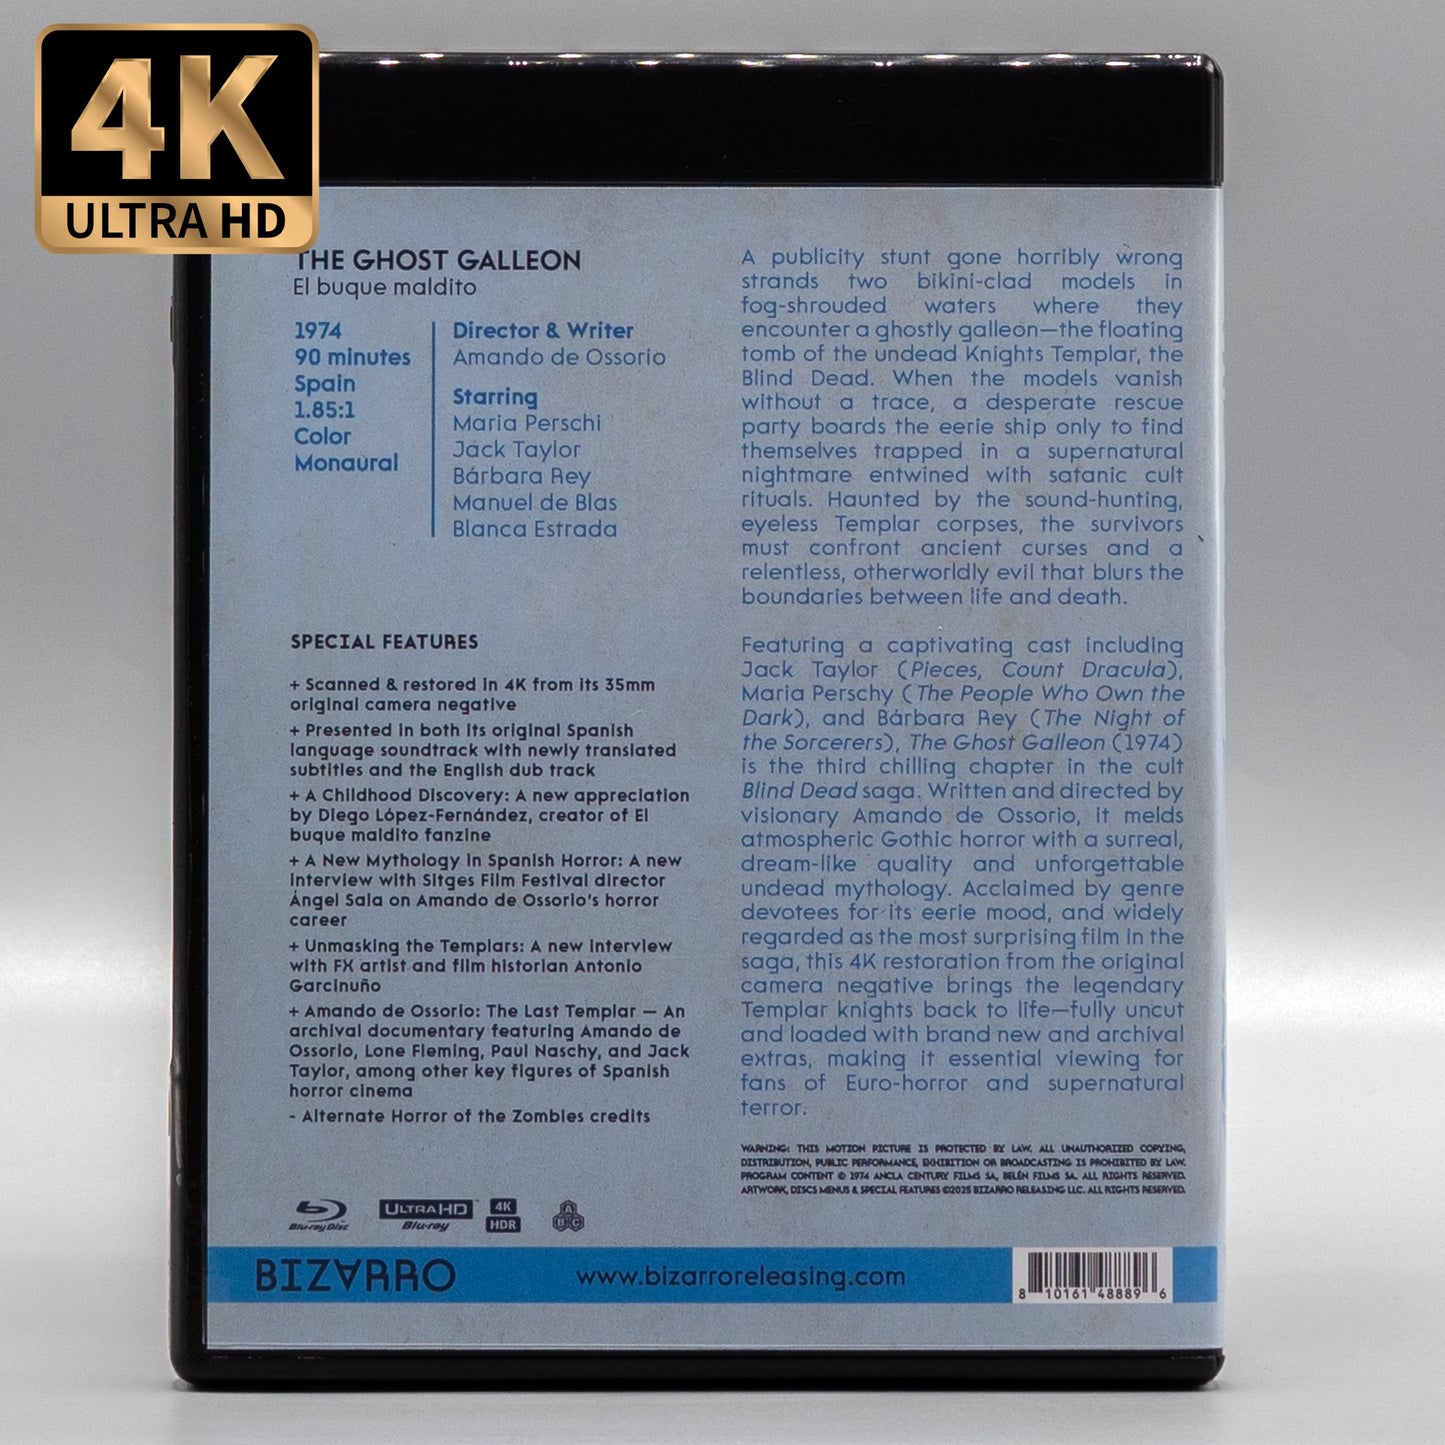 4K
ULTRA HD
THE GHOST GALLEON
El buque maldito
1974
90 minutes
Spain
1.85:1
Color
Monaural
Director & Writer
Amando de Ossorio
Starring
Maria Perschi
Jack Taylor
Bárbara Rey
Manuel de Blas
Blanca Estrada
SPECIAL FEATURES
+ Scanned & restored in 4K from its 35mm
original camera negative
+ Presented in both its original Spanish
language soundtrack with newly translated
subtitles and the English dub track
+ A Childhood Discovery: A new appreciation
by Diego López-Fernández, creator of El
buque maldito fanzine
+ A New Mythology in Spanish Horror: A new
interview with Sitges Film Festival director
Ángel Sala on Amando de Ossorio's horror
career
+ Unmasking the Templars: A new interview
with FX artist and film historian Antonio
Garcinuño
+ Amando de Ossorio: The Last Templar — An
archival documentary featuring Amando de
Ossorio, Lone Fleming, Paul Naschy, and Jack
Taylor, among other key figures of Spanish
horror cinema
- Alternate Horror of the Zombies credits
A publicity stunt gone horribly wrong
strands two bikini-clad models in
fog-shrouded waters where they
encounter a ghostly galleon—the floating
tomb of the undead Knights Templar, the
Blind Dead. When the models vanish
without a trace, a desperate rescue
party boards the eerie ship only to find
themselves trapped in a supernatural
nightmare entwined with satanic cult
rituals. Haunted by the sound-hunting,
eyeless Templar corpses, the survivors
must confront ancient curses and a
relentless, otherworldly evil that blurs the
boundaries between life and death.
Featuring a captivating cast including
Jack Taylor (Pieces, Count Dracula),
Maria Perschy (The People Who Own the
Dark), and Bárbara Rey (The Night of
the Sorcerers), The Ghost Galleon (1974)
is the third chilling chapter in the cult
Blind Dead saga. Written and directed by
visionary Amando de Ossorio, it melds
atmospheric Gothic horror with a surreal,
dream-like quality and unforgettable
undead mythology. Acclaimed by genre
devotees for its eerie mood, and widely
regarded as the most surprising film in the
saga, this 4K restoration from the original
camera negative brings the legendary
Templar knights back to life—fully uncut
and loaded with brand new and archival
extras, making it essential viewing for
fans of Euro-horror and supernatural
terror.
WARNING: THIS MOTION PICTURE IS PROTECTED BY LAW. ALL UNAUTHORIZED COPYING,
DISTRIBUTION, PUBLIC PERFORMANCE, EXHIBITION OR BROADCASTING IS PROHIBITED BY LAW.
PROGRAM CONTENT © 1974 ANCLA CENTURY FILMS SA, BELÉN FILMS SA. ALL RIGHTS RESERVED.
ARTWORK, DISCS MENUS & SPECIAL FEATURES ©2025 BIZARRO RELEASING LLC. ALL RIGHTS RESERVED.
Blu-ray Disc
ULTRA HD
Blu-ray
4K
HDR
A
B C
BIZARRO
www.bizarroreleasing.com
8 10161 48889 6